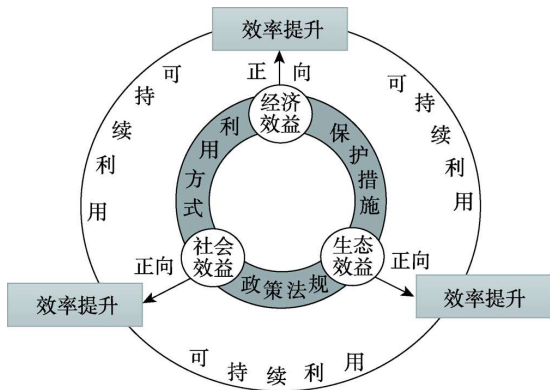 效率提升
正向
可持续利用
可持续利用
经济
效益
利用方式
保护措施
社会
效益
生态
效益
正向
正向
政策法规
效率提升
效率提升
可持续利用